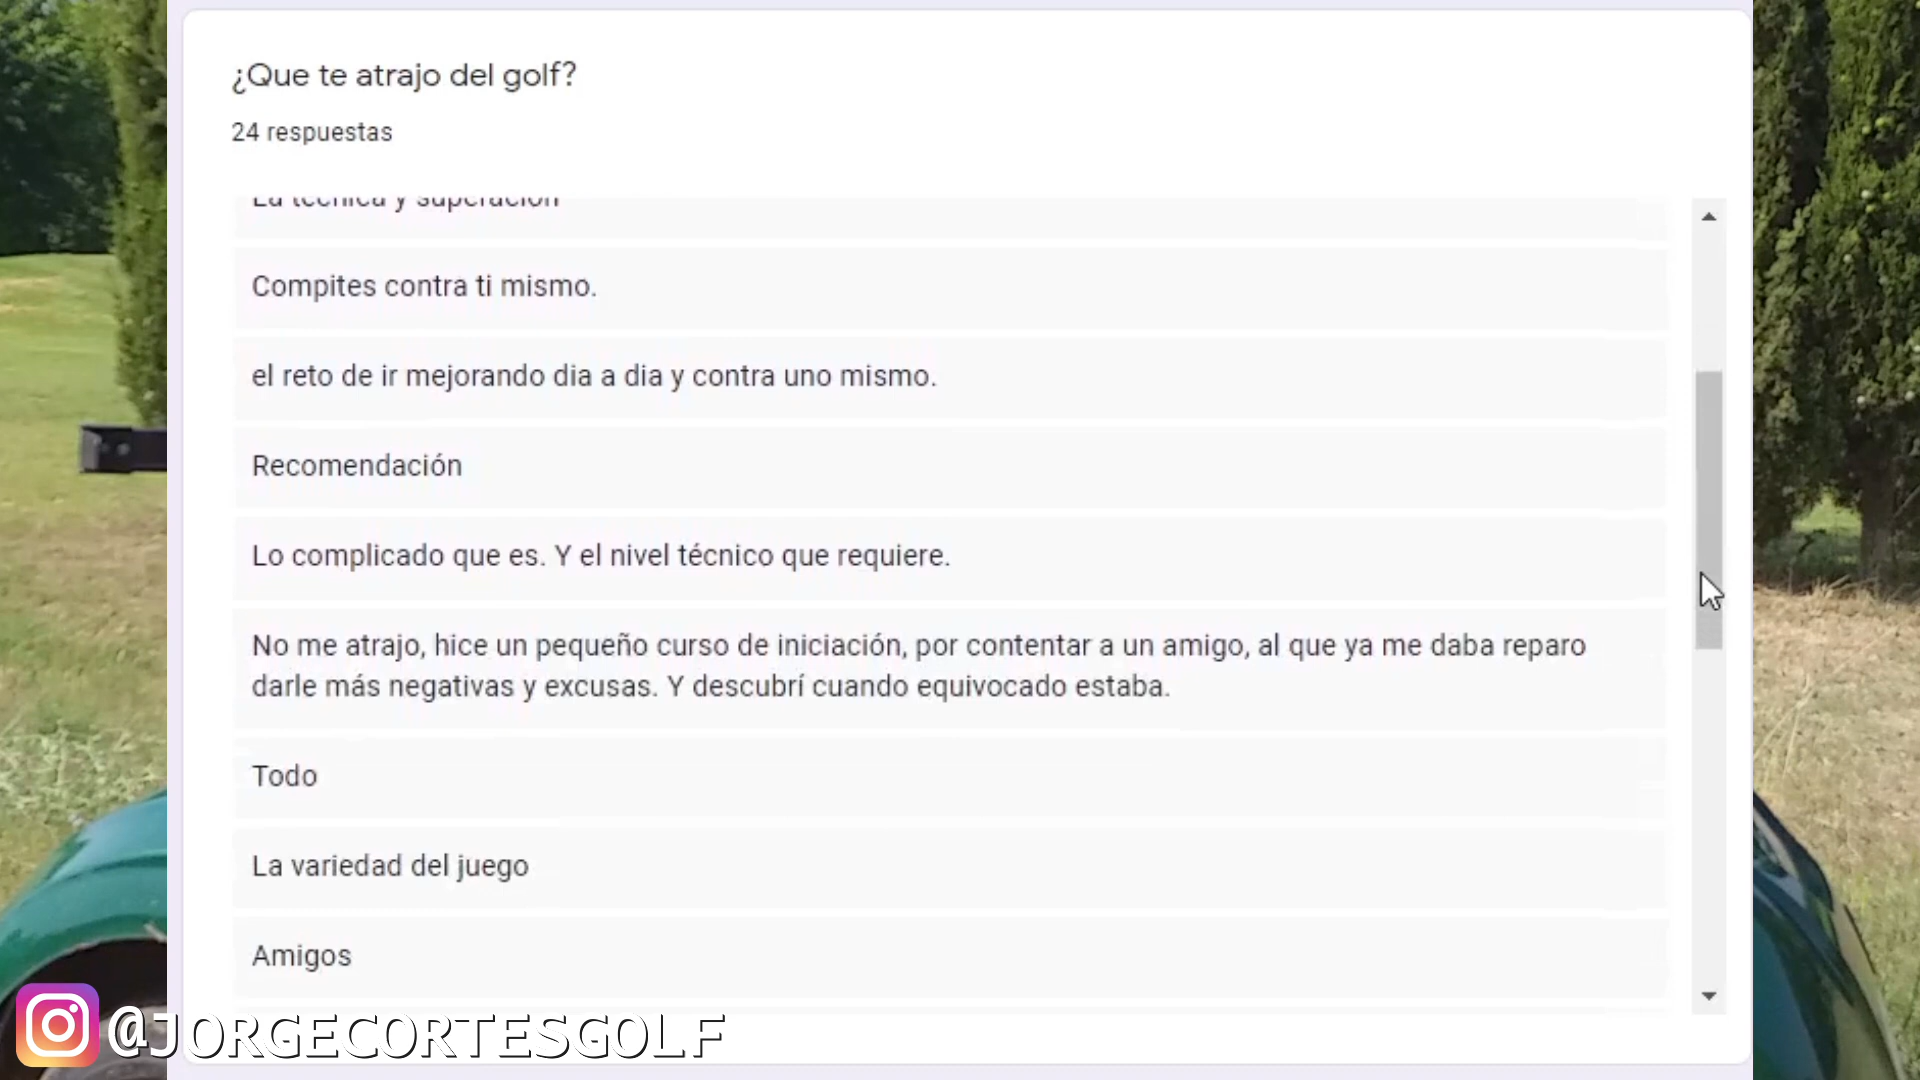 ¿Que te atrajo del golf?
24 respuestas
La técnica y superación
Compites contra ti mismo.
el reto de ir mejorando dia a dia y contra uno mismo.
Recomendación
Lo complicado que es. Y el nivel técnico que requiere.
No me atrajo, hice un pequeño curso de iniciación, por contentar a un amigo, al que ya me daba reparo
darle más negativas y excusas. Y descubrí cuando equivocado estaba.
Todo
La variedad del juego
Amigos
@JORGECORTESGOLF